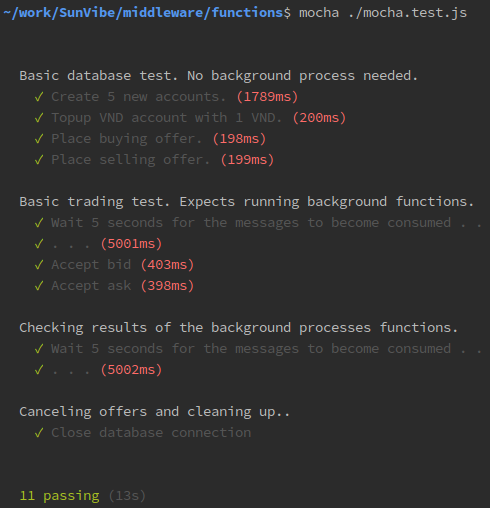 ~/work/SunVibe/middleware/functions$ mocha ./mocha.test.js
Basic database test. No background process needed.
✓ Create 5 new accounts. (1789ms)
✓ Topup VND account with 1 VND. (200ms)
✓ Place buying offer. (198ms)
✓ Place selling offer. (199ms)
Basic trading test. Expects running background functions.
✓ Wait 5 seconds for the messages to become consumed . .
✓ . . . (5001ms)
✓ Accept bid (403ms)
✓ Accept ask (398ms)
Checking results of the background processes functions.
✓ Wait 5 seconds for the messages to become consumed . .
✓ . . . (5002ms)
Canceling offers and cleaning up..
✓ Close database connection
11 passing (13s)